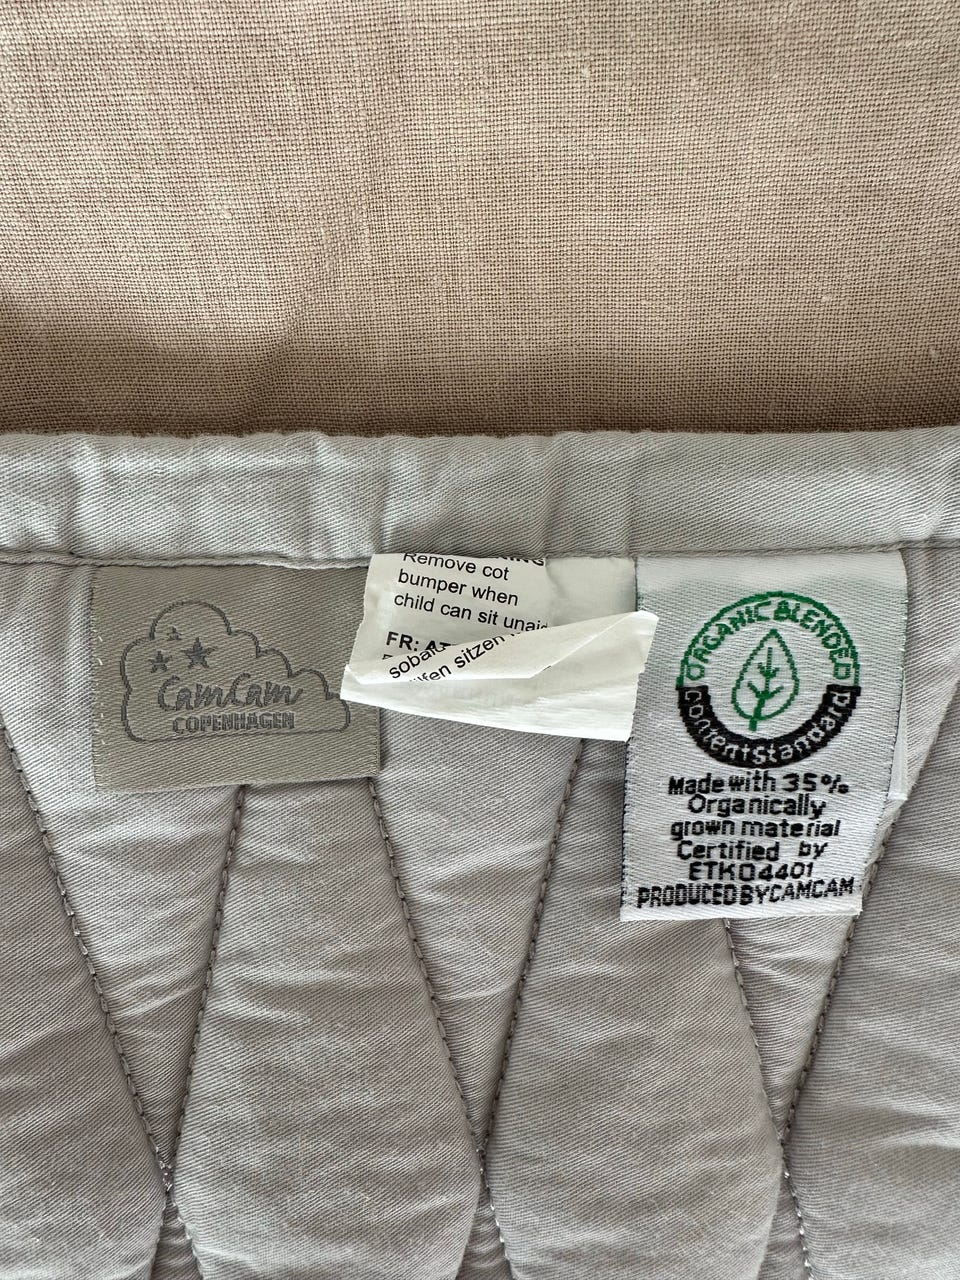 CamCam
COPENHAGEN
Remove cot
bumper when
child can sit
FR:
sitzen
ORGANIC BLENDED
Content Standard
Made with 35%
Organically
grown material
Certified by
ETKO4401
PRODUCED BY CAMCAM